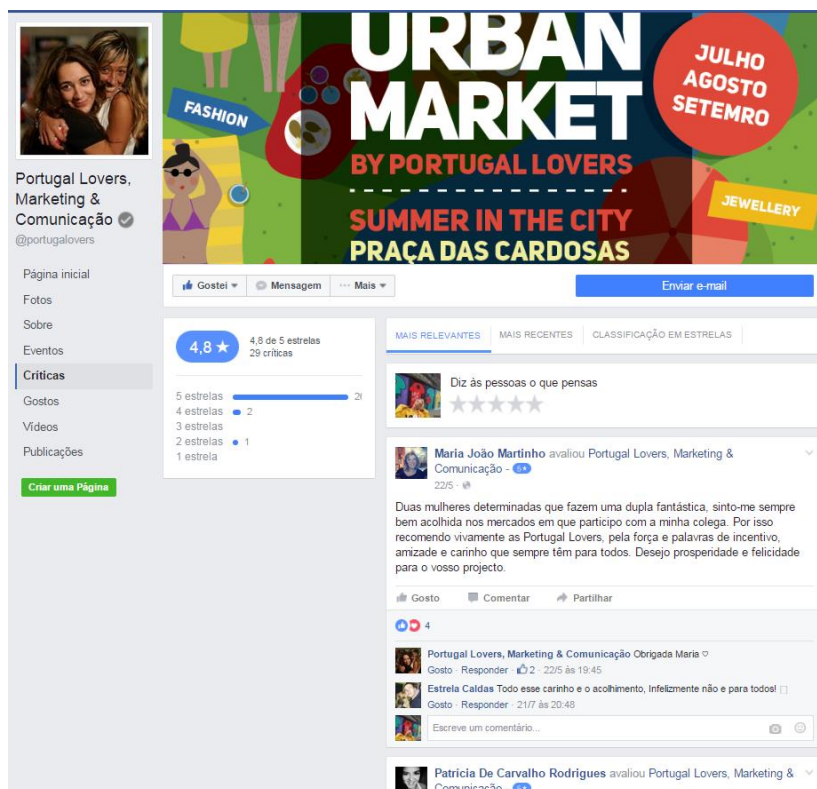 URBAN
MARKET
BY PORTUGAL LOVERS
SUMMER IN THE CITY
PRAÇA DAS CARDOSAS
FASHION
JULHO
AGOSTO
SETEMRO
JEWELLERY
Portugal Lovers,
Marketing &
Comunicação
@portugalovers
Página inicial
Fotos
Sobre
Eventos
Críticas
Gostos
Vídeos
Publicações
Criar uma Página
Gostei
Mensagem
Mais
Enviar e-mail
4,8 ★
4,8 de 5 estrelas
29 críticas
5 estrelas
4 estrelas 2
3 estrelas
2 estrelas 1
1 estrela
MAIS RELEVANTES MAIS RECENTES CLASSIFICAÇÃO EM ESTRELAS
Diz às pessoas o que pensas
Maria João Martinho avaliou Portugal Lovers, Marketing &
Comunicação - 5★
22/5 ·
Duas mulheres determinadas que fazem uma dupla fantástica, sinto-me sempre
bem acolhida nos mercados em que participo com a minha colega. Por isso
recomendo vivamente as Portugal Lovers, pela força e palavras de incentivo,
amizade e carinho que sempre têm para todos. Desejo prosperidade e felicidade
para o vosso projecto.
Gosto Comentar Partilhar
4
Portugal Lovers, Marketing & Comunicação Obrigada Maria ♡
Gosto · Responder · 2 · 22/5 às 19:45
Estrela Caldas Todo esse carinho e o acolhimento, Infelizmente não e para todos!
Gosto · Responder · 21/7 às 20:48
Escreve um comentário...
Patrícia De Carvalho Rodrigues avaliou Portugal Lovers, Marketing &
Comunicação - 5★